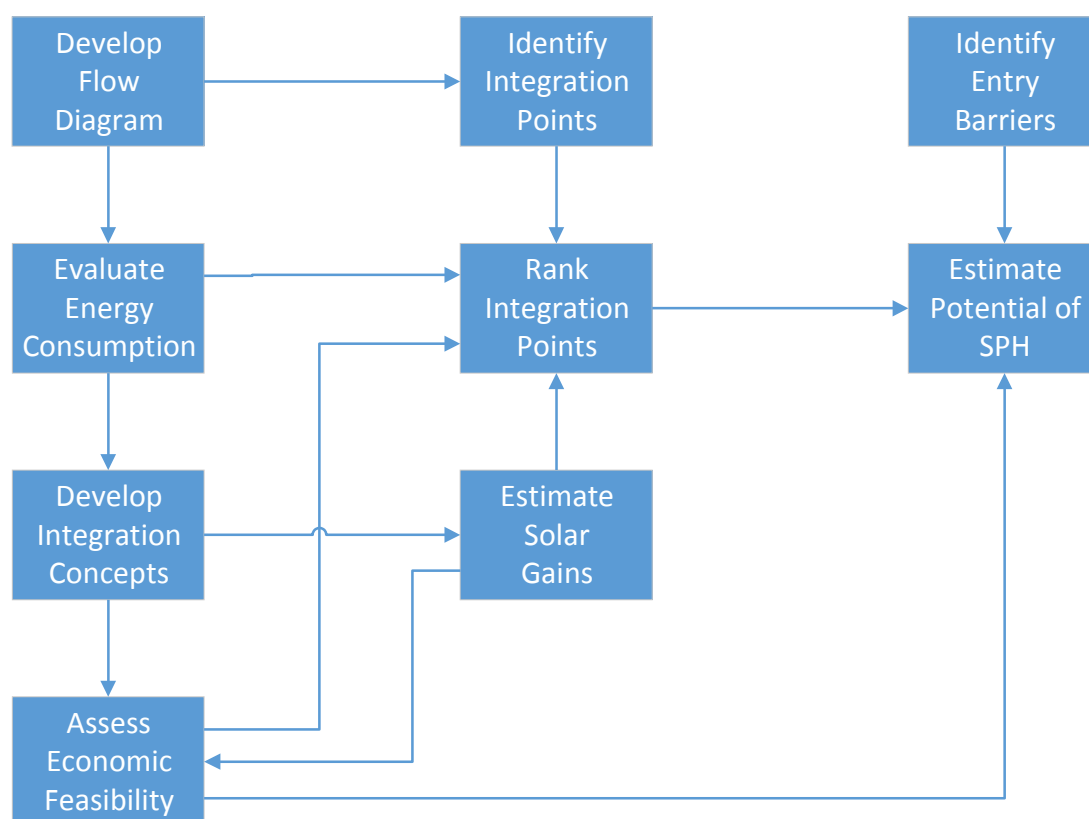 Develop
Flow
Diagram
Identify
Integration
Points
Identify
Entry
Barriers
Evaluate
Energy
Consumption
Rank
Integration
Points
Estimate
Potential of
SPH
Develop
Integration
Concepts
Estimate
Solar
Gains
Assess
Economic
Feasibility